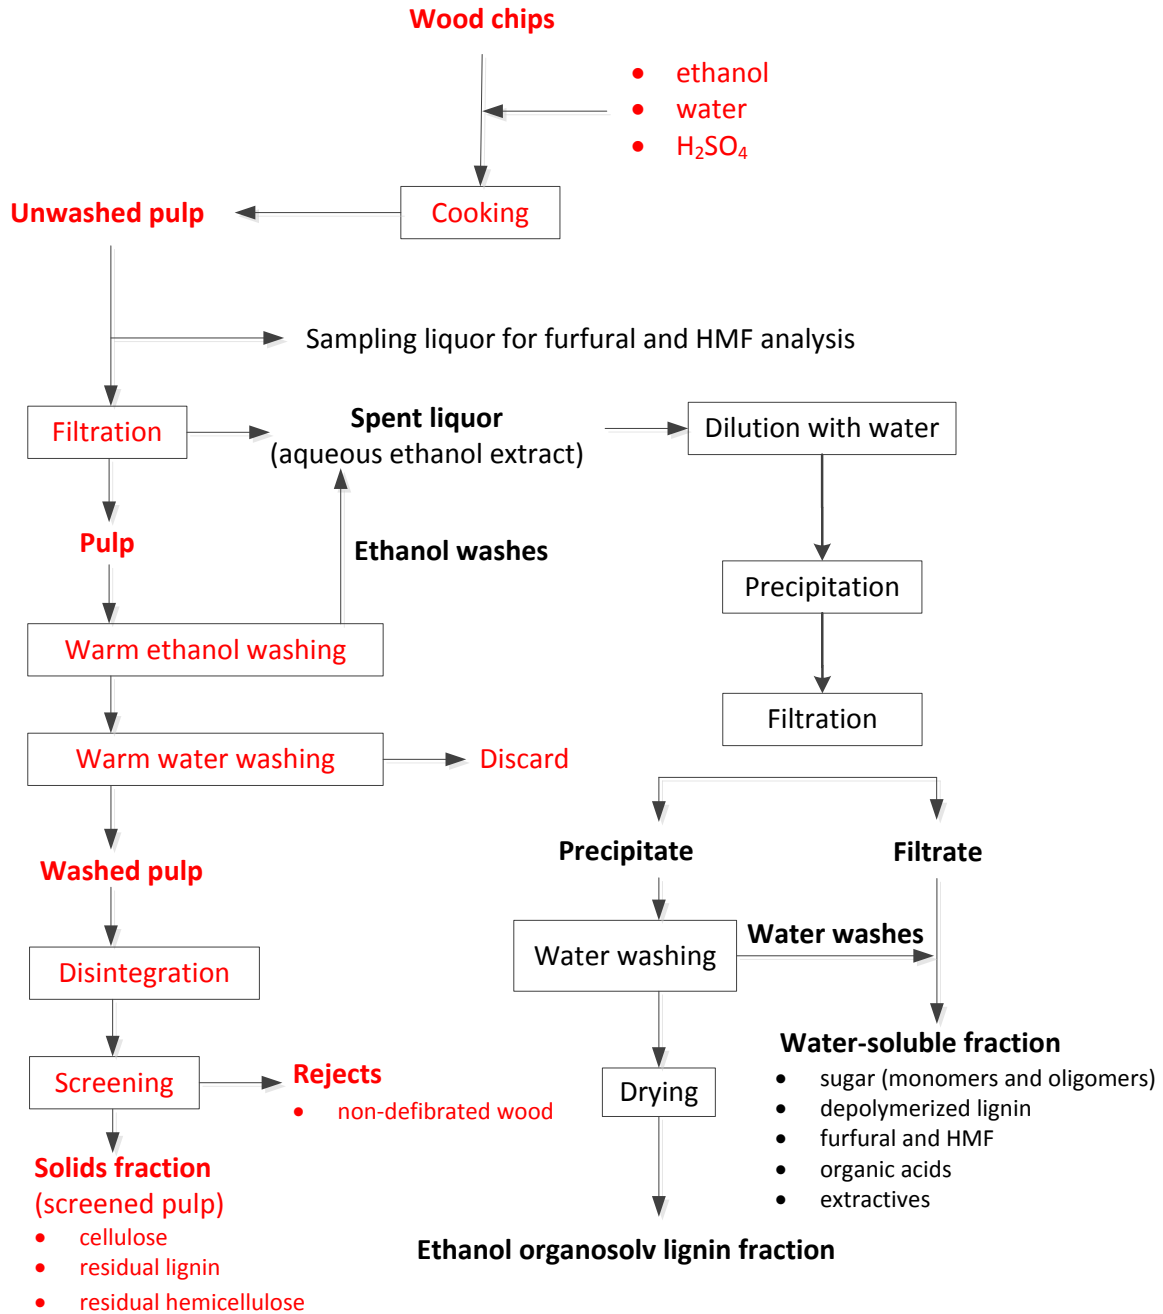 Wood chips
• ethanol
• water
• H₂SO₄
Cooking
Unwashed pulp
Sampling liquor for furfural and HMF analysis
Filtration
Spent liquor
(aqueous ethanol extract)
Dilution with water
Pulp
Ethanol washes
Precipitation
Warm ethanol washing
Filtration
Warm water washing
Discard
Precipitate
Filtrate
Washed pulp
Water washing
Water washes
Disintegration
Water-soluble fraction
• sugar (monomers and oligomers)
• depolymerized lignin
• furfural and HMF
• organic acids
• extractives
Screening
Rejects
• non-defibrated wood
Drying
Solids fraction
(screened pulp)
• cellulose
• residual lignin
• residual hemicellulose
Ethanol organosolv lignin fraction